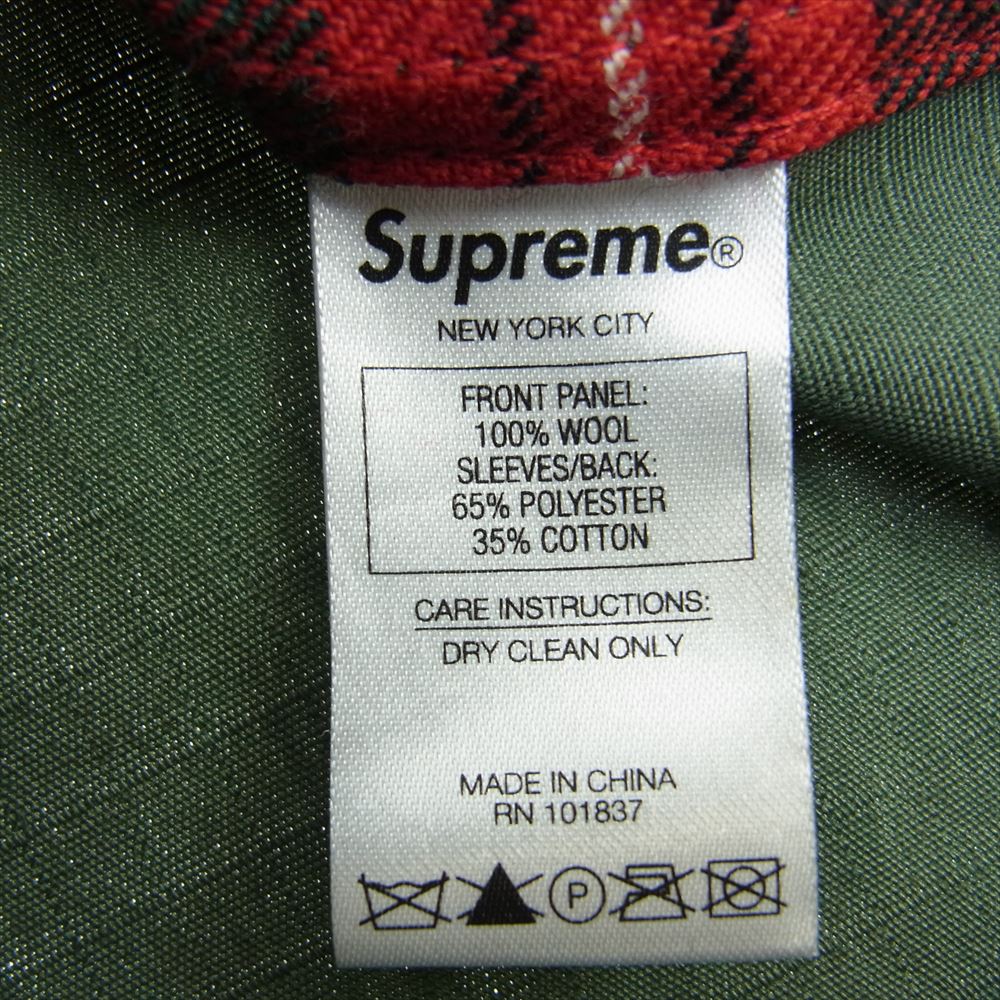 Supreme®
NEW YORK CITY
FRONT PANEL:
100% WOOL
SLEEVES/BACK:
65% POLYESTER
35% COTTON
CARE INSTRUCTIONS:
DRY CLEAN ONLY
MADE IN CHINA
RN 101837
P